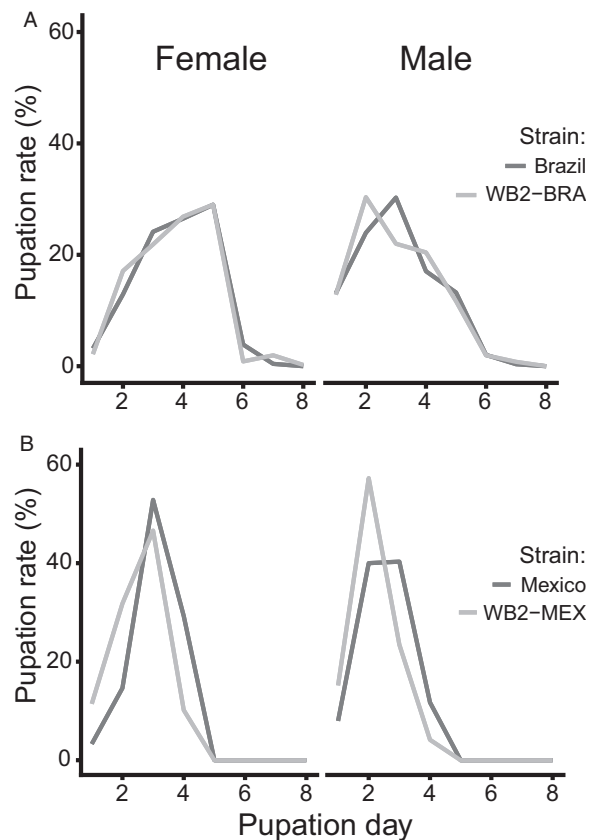 A
Female
Male
Pupation rate (%)
60
40
20
0
Strain:
Brazil
WB2−BRA
2 4 6 8 2 4 6 8
B
Pupation rate (%)
60
40
20
0
Strain:
Mexico
WB2−MEX
2 4 6 8 2 4 6 8
Pupation day